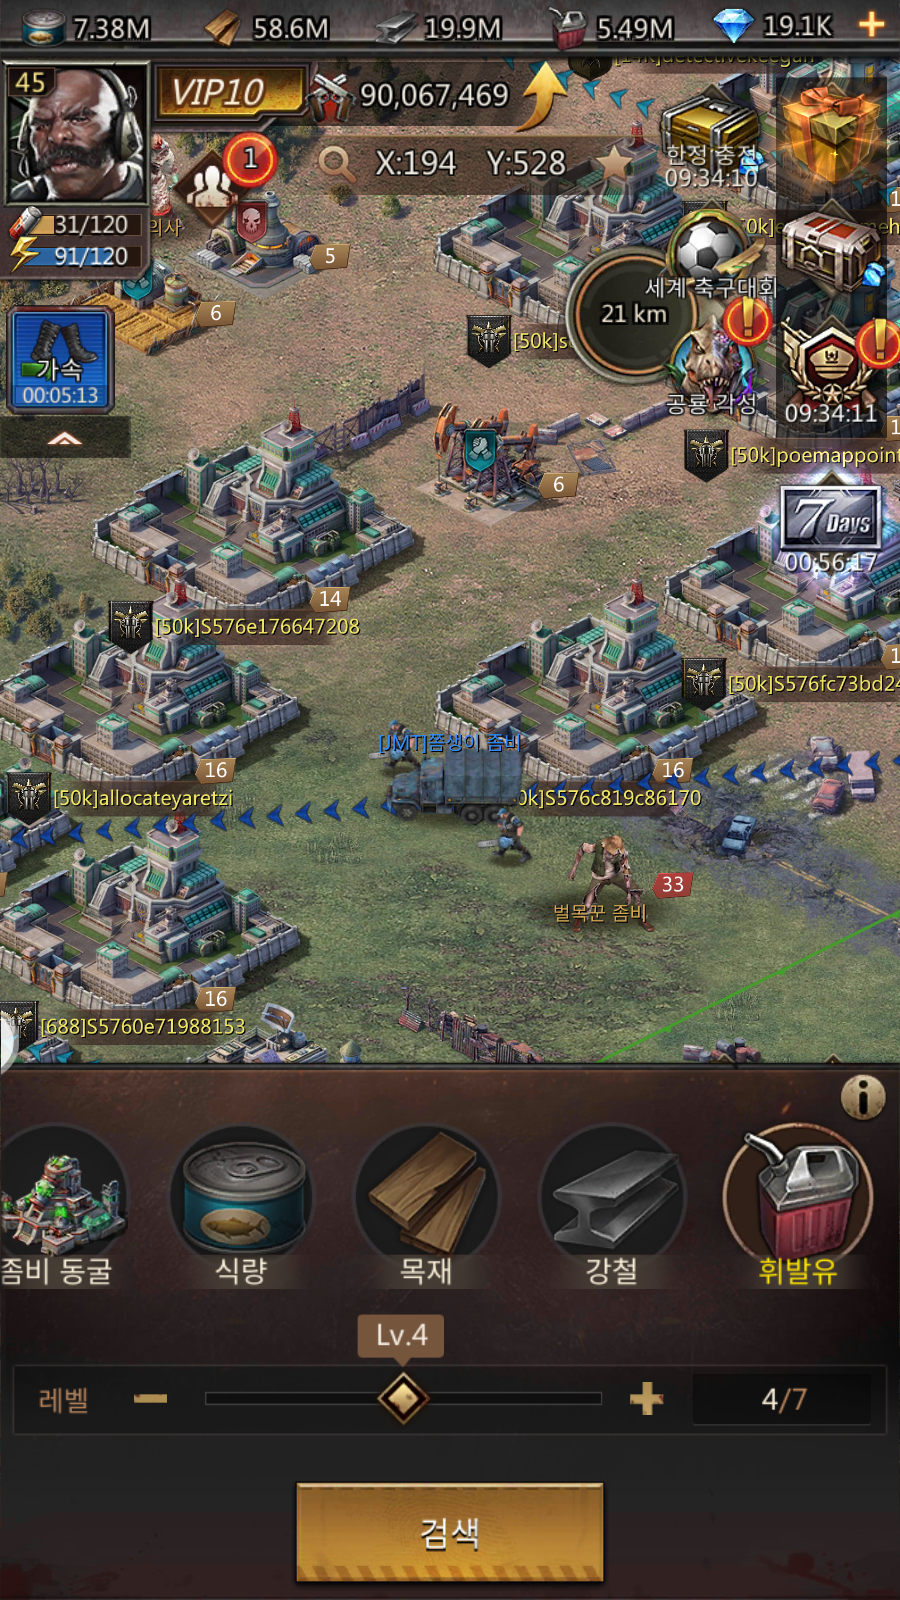 7.38M 58.6M 19.9M 5.49M 19.1K
45
VIP10
90,067,469
X:194 Y:528
1
31/120
91/120
한정 충전
09:34:10
5
6
가속
00:05:13
[50k]s
21 km
세계 축구대회
공룡 각성
09:34:11
[50k]poemappoint
6
7 Days
00:56:17
14
[50k]S576e176647208
[50k]S576fc73bd24
[JMT]쯤생이 좀비
16
16
[50k]allocateyaretzi
0k]S576c819c86170
33
벌목꾼 좀비
16
[688]S5760e71988153
좀비 동굴
식량
목재
강철
휘발유
Lv.4
레벨
4/7
검색